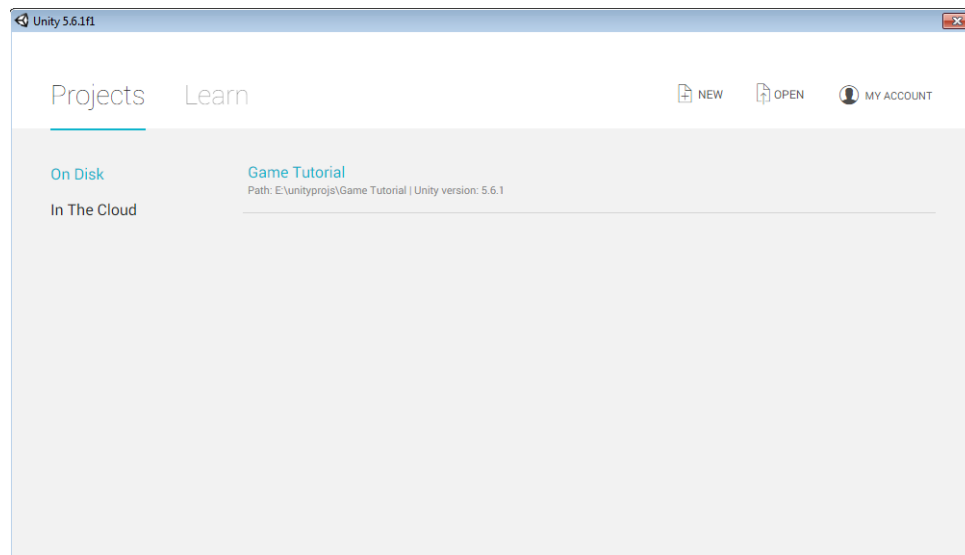 Unity 5.6.1f1
Projects Learn NEW OPEN MY ACCOUNT
On Disk
In The Cloud
Game Tutorial
Path: E:\unityprojs\Game Tutorial | Unity version: 5.6.1